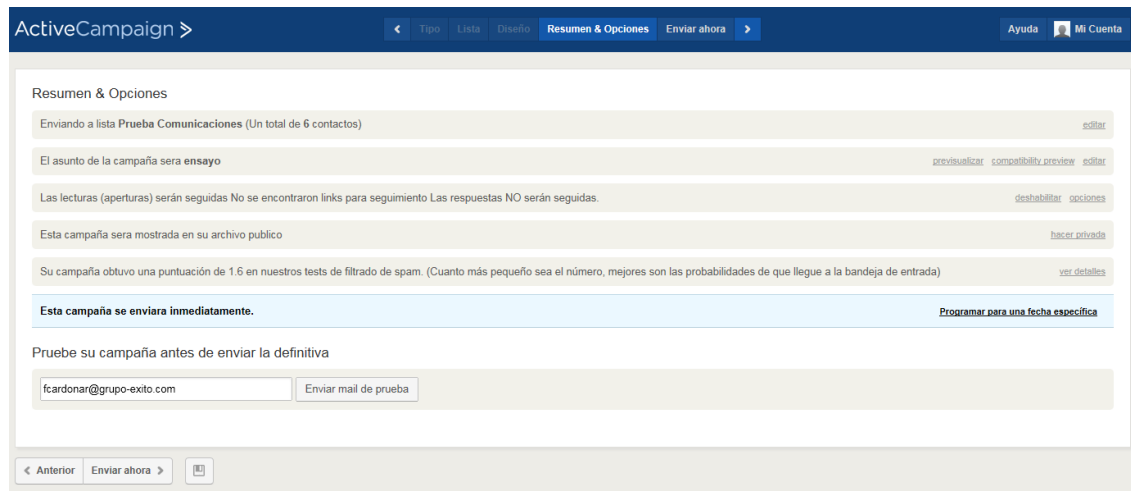 ActiveCampaign >
Tipo Lista Diseño Resumen & Opciones Enviar ahora
Ayuda Mi Cuenta
Resumen & Opciones
Enviando a lista Prueba Comunicaciones (Un total de 6 contactos) editar
El asunto de la campaña sera ensayo previsualizar compatibility preview editar
Las lecturas (aperturas) serán seguidas No se encontraron links para seguimiento Las respuestas NO serán seguidas. deshabilitar opciones
Esta campaña sera mostrada en su archivo publico hacer privada
Su campaña obtuvo una puntuación de 1.6 en nuestros tests de filtrado de spam. (Cuanto más pequeño sea el número, mejores son las probabilidades de que llegue a la bandeja de entrada) ver detalles
Esta campaña se enviara inmediatamente. Programar para una fecha específica
Pruebe su campaña antes de enviar la definitiva
fcardonar@grupo-exito.com Enviar mail de prueba
Anterior Enviar ahora